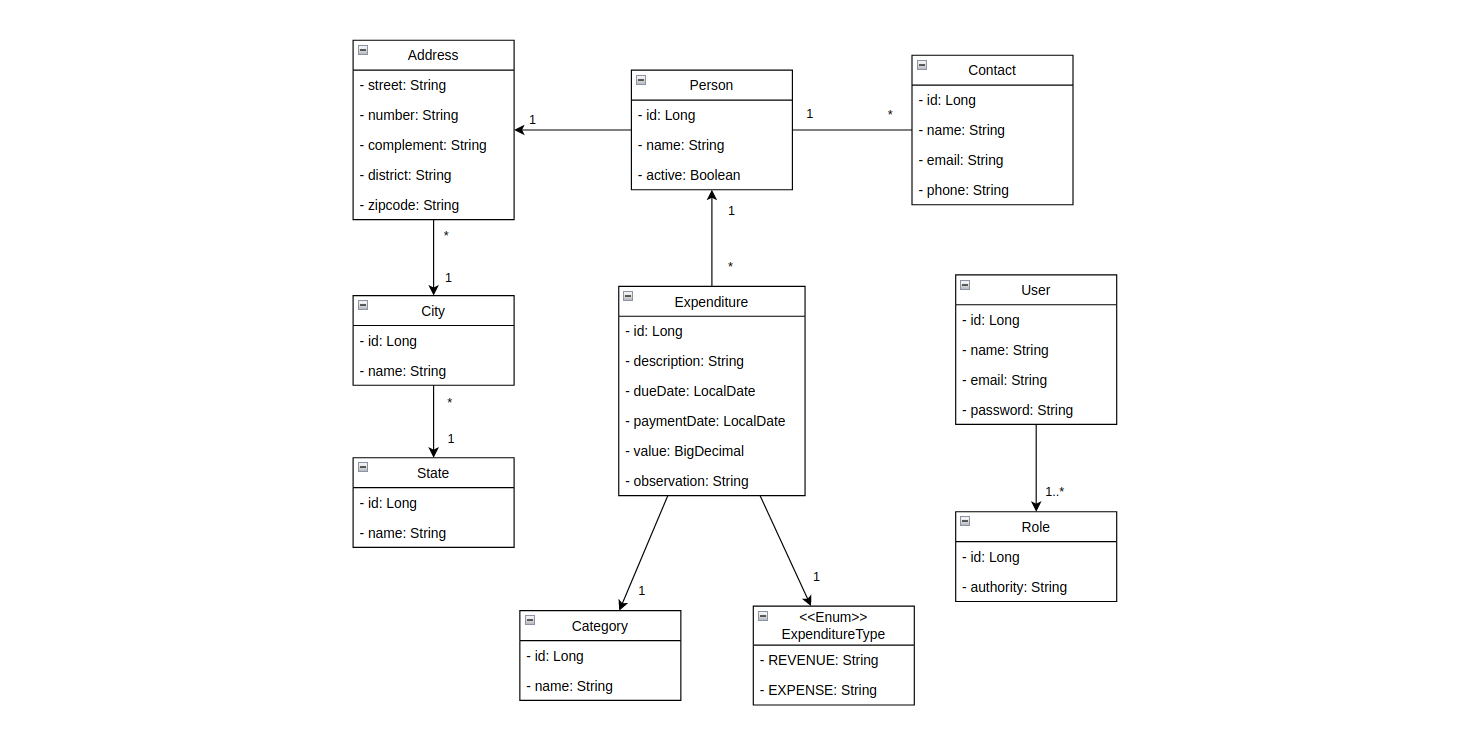 Address
- street: String
- number: String
- complement: String
- district: String
- zipcode: String
1
Person
- id: Long
- name: String
- active: Boolean
1
*
Contact
- id: Long
- name: String
- email: String
- phone: String
*
1
City
- id: Long
- name: String
*
1
State
- id: Long
- name: String
1
*
Expenditure
- id: Long
- description: String
- dueDate: LocalDate
- paymentDate: LocalDate
- value: BigDecimal
- observation: String
1
Category
- id: Long
- name: String
1
<<Enum>>
ExpenditureType
- REVENUE: String
- EXPENSE: String
User
- id: Long
- name: String
- email: String
- password: String
1..*
Role
- id: Long
- authority: String